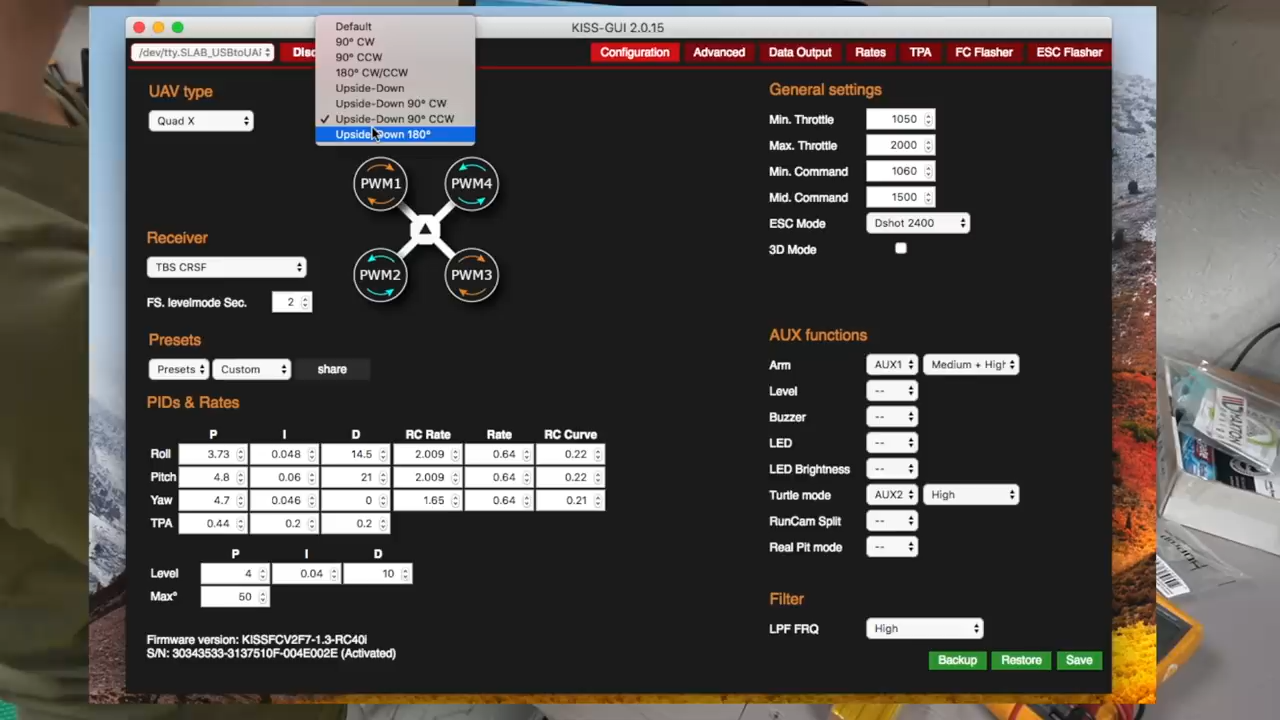 KISS-GUI 2.0.15
/dev/tty.SLAB_USBtoUAR
Disc
Configuration
Advanced
Data Output
Rates
TPA
FC Flasher
ESC Flasher
Default
90° CW
90° CCW
180° CW/CCW
Upside-Down
Upside-Down 90° CW
✓ Upside-Down 90° CCW
Upside-Down 180°
UAV type
Quad X
PWM1
PWM4
PWM2
PWM3
Receiver
TBS CRSF
FS. levelmode Sec. 2
Presets
Presets Custom share
PIDs & Rates
P I D RC Rate Rate RC Curve
Roll 3.73 0.048 14.5 2.009 0.64 0.22
Pitch 4.8 0.06 21 2.009 0.64 0.22
Yaw 4.7 0.046 0 1.65 0.64 0.21
TPA 0.44 0.2 0.2
P I D
Level 4 0.04 10
Max° 50
Firmware version: KISSFCV2F7-1.3-RC40i
S/N: 30343533-3137510F-004E002E (Activated)
General settings
Min. Throttle 1050
Max. Throttle 2000
Min. Command 1060
Mid. Command 1500
ESC Mode Dshot 2400
3D Mode
AUX functions
Arm AUX1 Medium + High
Level --
Buzzer --
LED --
LED Brightness --
Turtle mode AUX2 High
RunCam Split --
Real Pit mode --
Filter
LPF FRQ High
Backup Restore Save